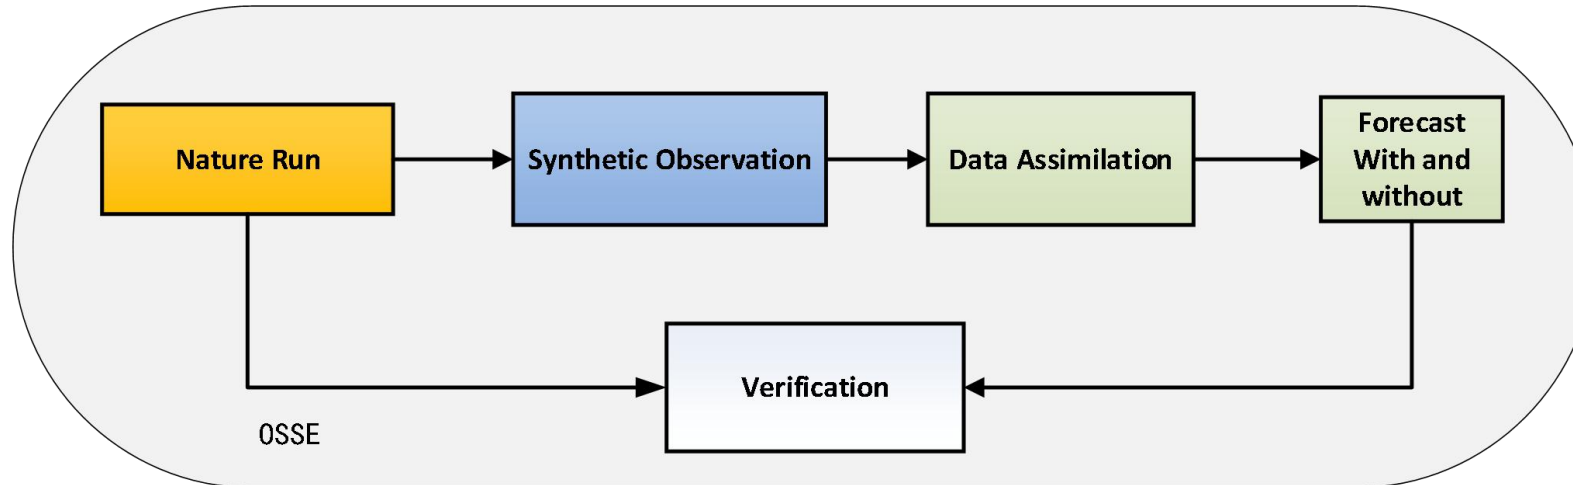 Nature Run
Synthetic Observation
Data Assimilation
Forecast
With and
without
Verification
OSSE